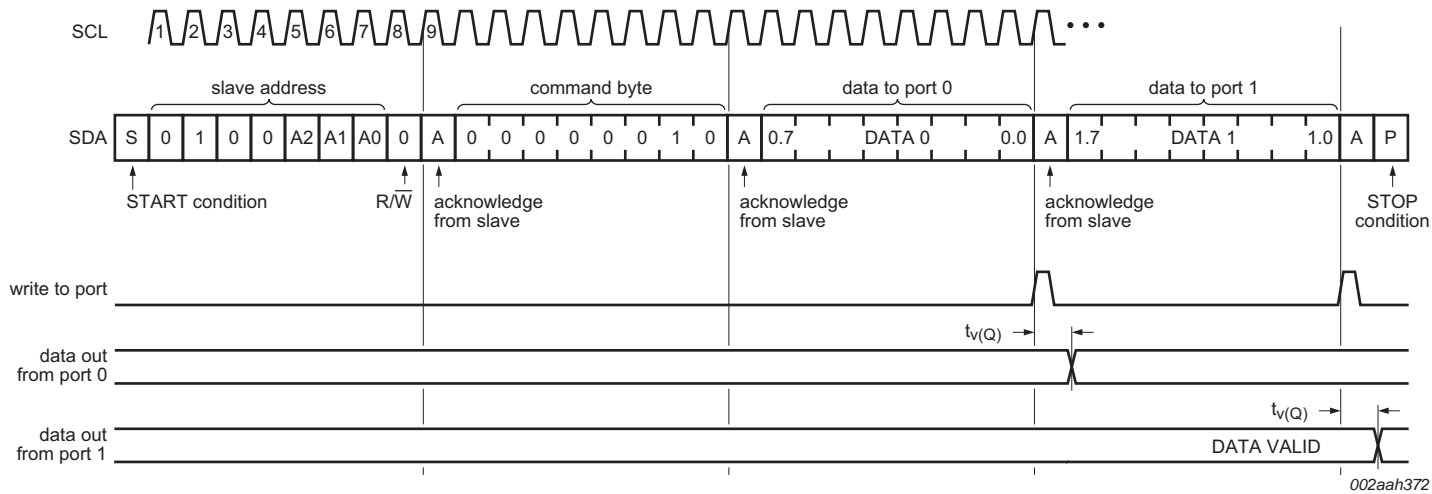 SCL 1 2 3 4 5 6 7 8 9 •••
slave address command byte data to port 0 data to port 1
SDA S 0 1 0 0 A2 A1 A0 0 A 0 0 0 0 0 0 1 0 A 0.7 DATA 0 0.0 A 1.7 DATA 1 1.0 A P
START condition R/W̅ acknowledge from slave acknowledge from slave acknowledge from slave STOP condition
write to port
tv(Q)
data out from port 0
tv(Q)
data out from port 1 DATA VALID
002aah372